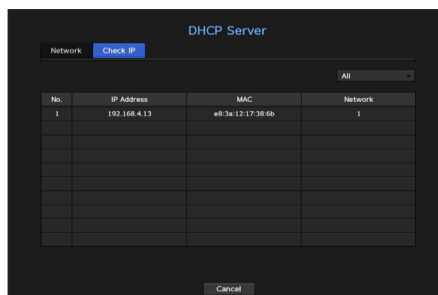 DHCP Server
Network Check IP
All
No. IP Address MAC Network
1 192.168.4.13 e8:3a:12:17:38:6b 1
Cancel